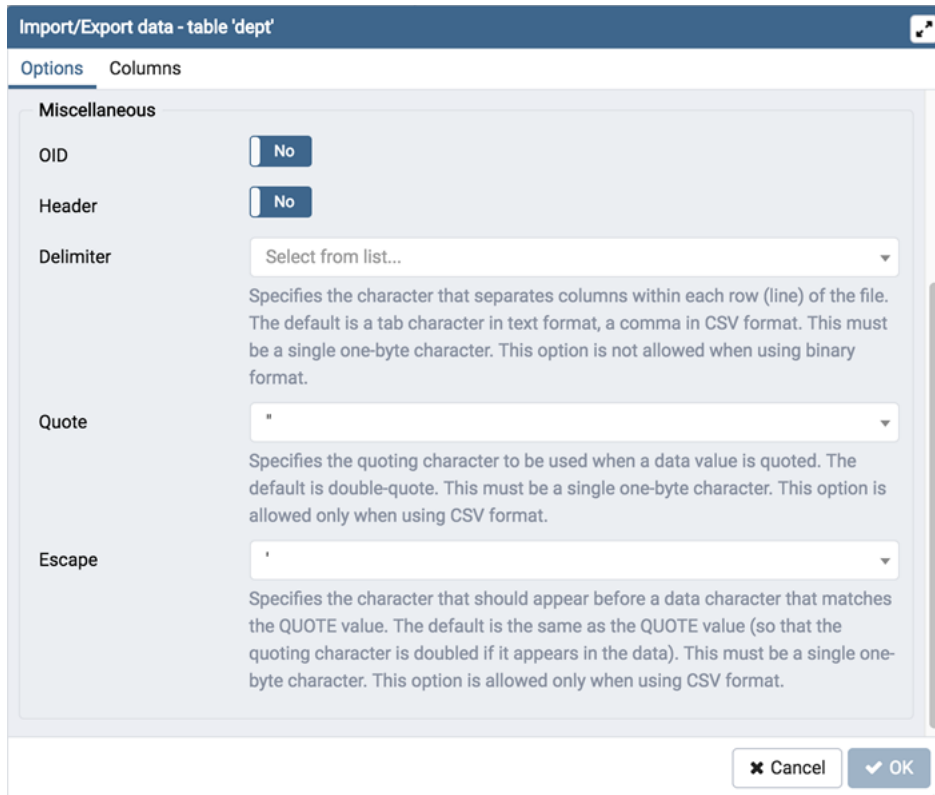 Import/Export data - table 'dept'
Options Columns
Miscellaneous
OID No
Header No
Delimiter Select from list...
Specifies the character that separates columns within each row (line) of the file.
The default is a tab character in text format, a comma in CSV format. This must
be a single one-byte character. This option is not allowed when using binary
format.
Quote "
Specifies the quoting character to be used when a data value is quoted. The
default is double-quote. This must be a single one-byte character. This option is
allowed only when using CSV format.
Escape '
Specifies the character that should appear before a data character that matches
the QUOTE value. The default is the same as the QUOTE value (so that the
quoting character is doubled if it appears in the data). This must be a single one-
byte character. This option is allowed only when using CSV format.
Cancel OK